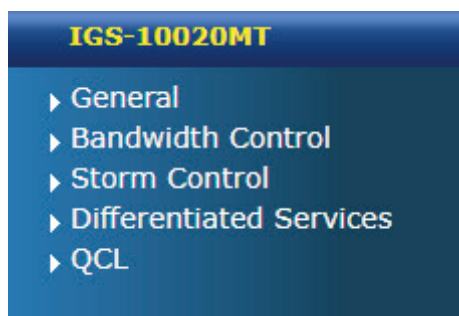 IGS-10020MT
General
Bandwidth Control
Storm Control
Differentiated Services
QCL